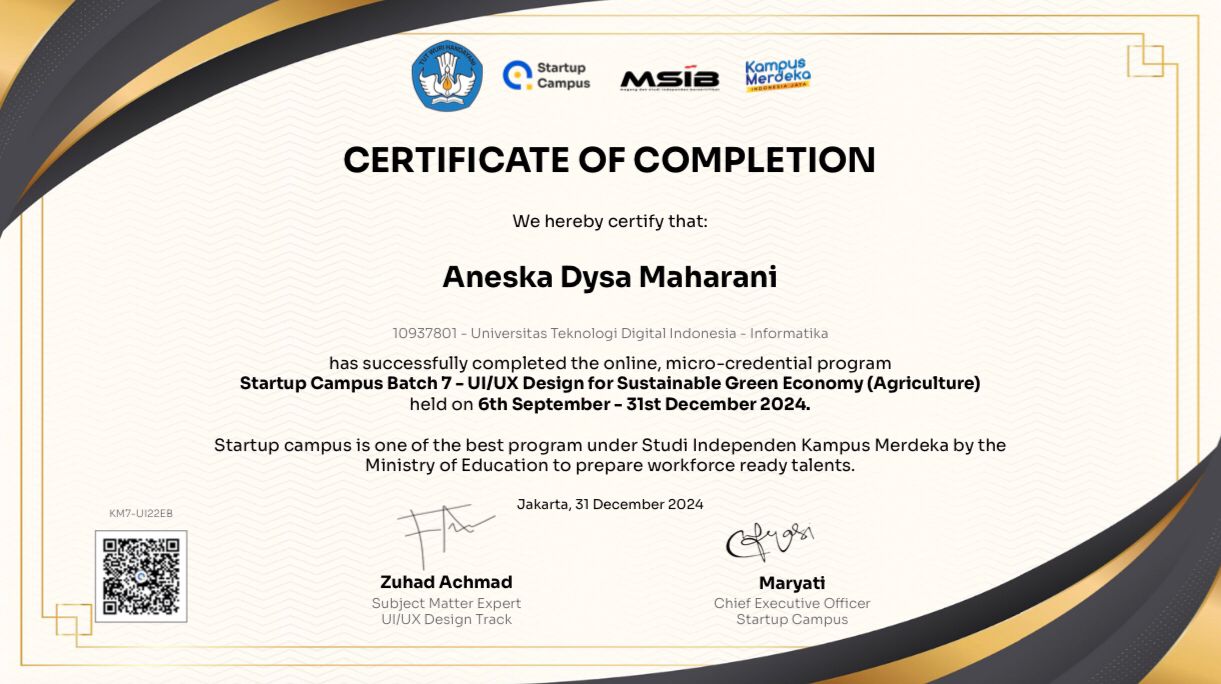 TUT WURI HANDAYANI
Startup
Campus
MSIB
magang dan studi independen bersertifikat
Kampus
Merdeka
INDONESIA JAYA
CERTIFICATE OF COMPLETION
We hereby certify that:
Aneska Dysa Maharani
10937801 - Universitas Teknologi Digital Indonesia - Informatika
has successfully completed the online, micro-credential program
Startup Campus Batch 7 - UI/UX Design for Sustainable Green Economy (Agriculture)
held on 6th September - 31st December 2024.
Startup campus is one of the best program under Studi Independen Kampus Merdeka by the
Ministry of Education to prepare workforce ready talents.
Jakarta, 31 December 2024
KM7-UI22EB
Zuhad Achmad
Subject Matter Expert
UI/UX Design Track
Maryati
Chief Executive Officer
Startup Campus